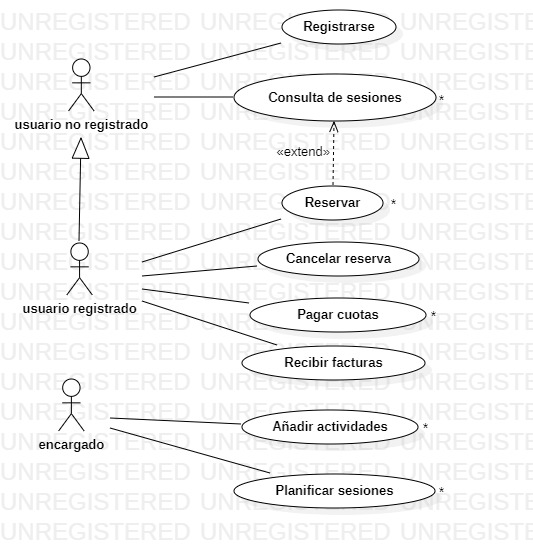 Registrarse
Consulta de sesiones *
usuario no registrado
«extend»
Reservar *
Cancelar reserva
usuario registrado
Pagar cuotas *
Recibir facturas
Añadir actividades *
encargado
Planificar sesiones *
UNREGISTERED UNREGISTERED UNREGISTERED